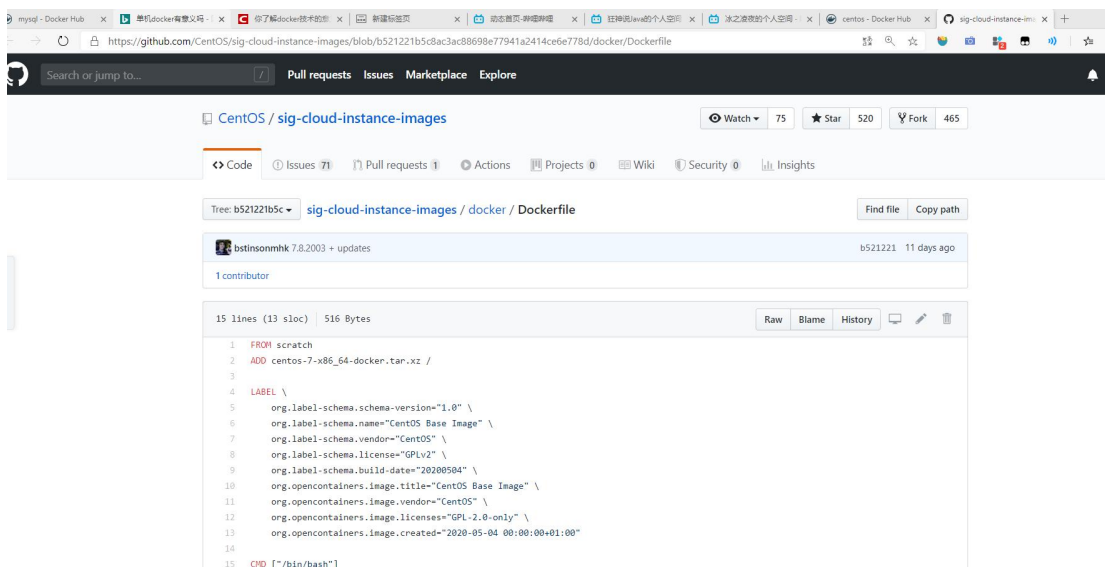 mysql - Docker Hub
单机docker有意义吗 -
你了解docker技术的
新建标签页
动态首页-哔哩哔哩
狂神说Java的个人空间
冰之凌夜的个人空间 -
centos - Docker Hub
sig-cloud-instance-im
https://github.com/CentOS/sig-cloud-instance-images/blob/b521221b5c8ac3ac88698e77941a2414ce6e778d/docker/Dockerfile
Search or jump to... / Pull requests Issues Marketplace Explore
CentOS / sig-cloud-instance-images Watch 75 Star 520 Fork 465
Code Issues 71 Pull requests 1 Actions Projects 0 Wiki Security 0 Insights
Tree: b521221b5c sig-cloud-instance-images / docker / Dockerfile Find file Copy path
bstinsonmhk 7.8.2003 + updates b521221 11 days ago
1 contributor
15 lines (13 sloc) 516 Bytes Raw Blame History
1 FROM scratch
2 ADD centos-7-x86_64-docker.tar.xz /
3
4 LABEL \
5 org.label-schema.schema-version="1.0" \
6 org.label-schema.name="CentOS Base Image" \
7 org.label-schema.vendor="CentOS" \
8 org.label-schema.license="GPLv2" \
9 org.label-schema.build-date="20200504" \
10 org.opencontainers.image.title="CentOS Base Image" \
11 org.opencontainers.image.vendor="CentOS" \
12 org.opencontainers.image.licenses="GPL-2.0-only" \
13 org.opencontainers.image.created="2020-05-04 00:00:00+01:00"
14
15 CMD ["/bin/bash"]